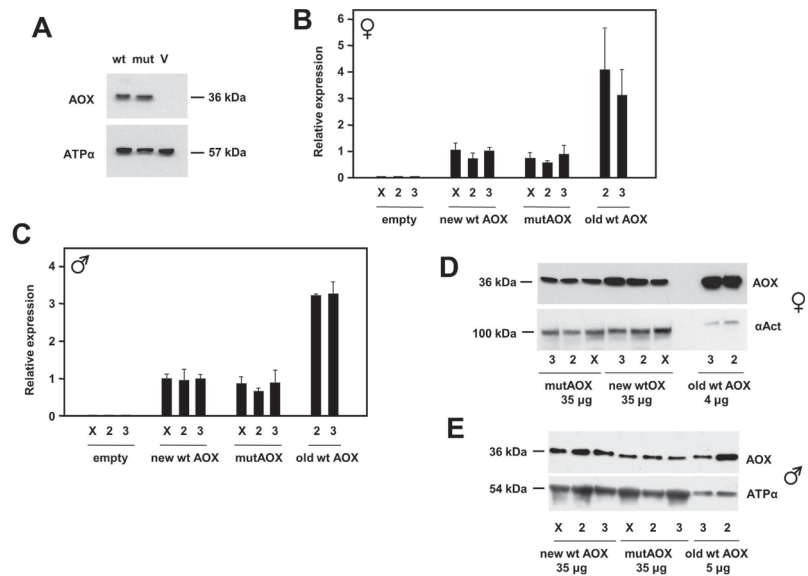 A
wt mut V
AOX
36 kDa
ATPα
57 kDa
B
♀
Relative expression
6
5
4
3
2
1
0
X 2 3 X 2 3 X 2 3 2 3
empty new wt AOX mutAOX old wt AOX
C
♂
Relative expression
4
3
2
1
0
X 2 3 X 2 3 X 2 3 2 3
empty new wt AOX mutAOX old wt AOX
D
36 kDa
AOX
♀
100 kDa
αAct
3 2 X 3 2 X 3 2
mutAOX new wtOX old wt AOX
35 µg 35 µg 4 µg
E
36 kDa
AOX
♂
54 kDa
ATPα
X 2 3 X 2 3 3 2
new wt AOX mutAOX old wt AOX
35 µg 35 µg 5 µg